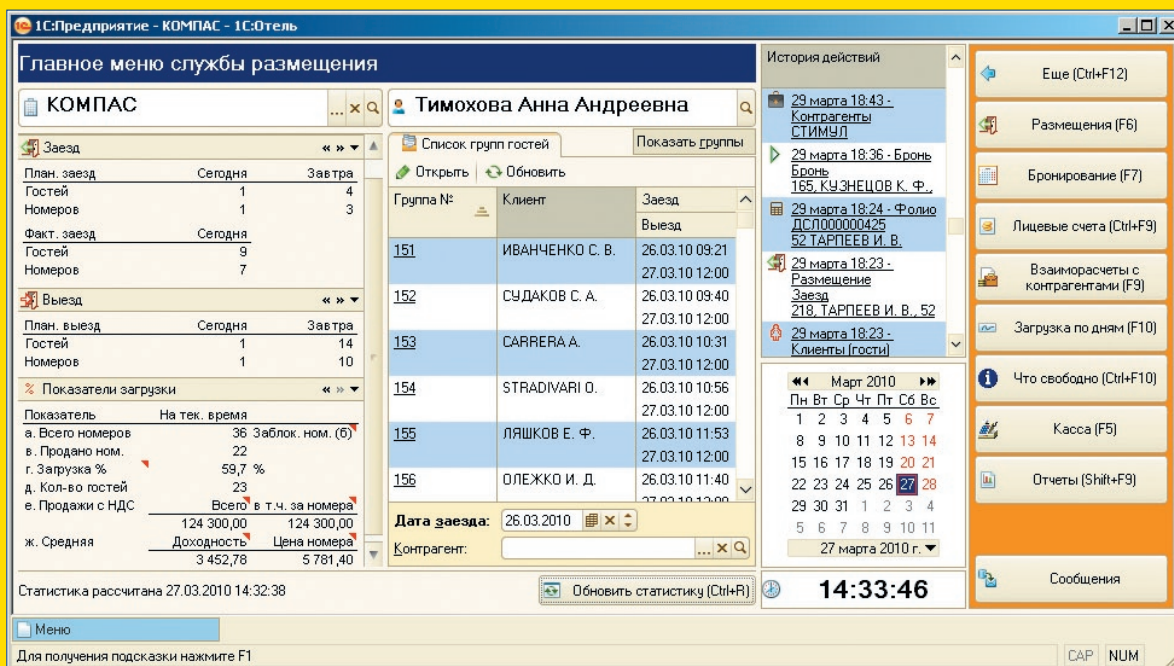 1С:Предприятие - КОМПАС - 1С:Отель
Главное меню службы размещения
КОМПАС
...
Заезд
План. заезд Сегодня Завтра
Гостей 1 4
Номеров 1 3
Факт. заезд Сегодня
Гостей 9
Номеров 7
Выезд
План. выезд Сегодня Завтра
Гостей 1 14
Номеров 1 10
% Показатели загрузки
Показатель На тек. время
а. Всего номеров 36 Заблок. ном. (б)
в. Продано ном. 22
г. Загрузка % 59,7 %
д. Кол-во гостей 23
е. Продажи с НДС Всего в т.ч. за номера
124 300,00 124 300,00
ж. Средняя Доходность Цена номера
3 452,78 5 781,40
Статистика рассчитана 27.03.2010 14:32:38
Тимохова Анна Андреевна
Список групп гостей
Показать группы
Открыть Обновить
Группа № Клиент Заезд
Выезд
151 ИВАНЧЕНКО С. В. 26.03.10 09:21
27.03.10 12:00
152 СУДАКОВ С. А. 26.03.10 09:40
27.03.10 12:00
153 CARRERA A. 26.03.10 10:31
27.03.10 12:00
154 STRADIVARI O. 26.03.10 10:56
27.03.10 12:00
155 ЛЯШКОВ Е. Ф. 26.03.10 11:53
27.03.10 12:00
156 ОЛЕЖКО И. Д. 26.03.10 11:40
27.03.10 12:00
Дата заезда: 26.03.2010
Контрагент: ...
Обновить статистику (Ctrl+R)
История действий
29 марта 18:43 -
Контрагенты
СТИМУЛ
29 марта 18:36 - Бронь
Бронь
165, КУЗНЕЦОВ К. Ф.,
29 марта 18:24 - Фолио
ДСЛ000000425
52 ТАРПЕЕВ И. В.
29 марта 18:23 -
Размещение
Заезд
218, ТАРПЕЕВ И. В., 52
29 марта 18:23 -
Клиенты (гости)
Март 2010
Пн Вт Ср Чт Пт Сб Вс
1 2 3 4 5 6 7
8 9 10 11 12 13 14
15 16 17 18 19 20 21
22 23 24 25 26 27 28
29 30 31 1 2 3 4
5 6 7 8 9 10 11
27 марта 2010 г.
14:33:46
Еще (Ctrl+F12)
Размещения (F6)
Бронирование (F7)
Лицевые счета (Ctrl+F9)
Взаиморасчеты с
контрагентами (F9)
Загрузка по дням (F10)
Что свободно (Ctrl+F10)
Касса (F5)
Отчеты (Shift+F9)
Сообщения
Меню
Для получения подсказки нажмите F1
CAP NUM